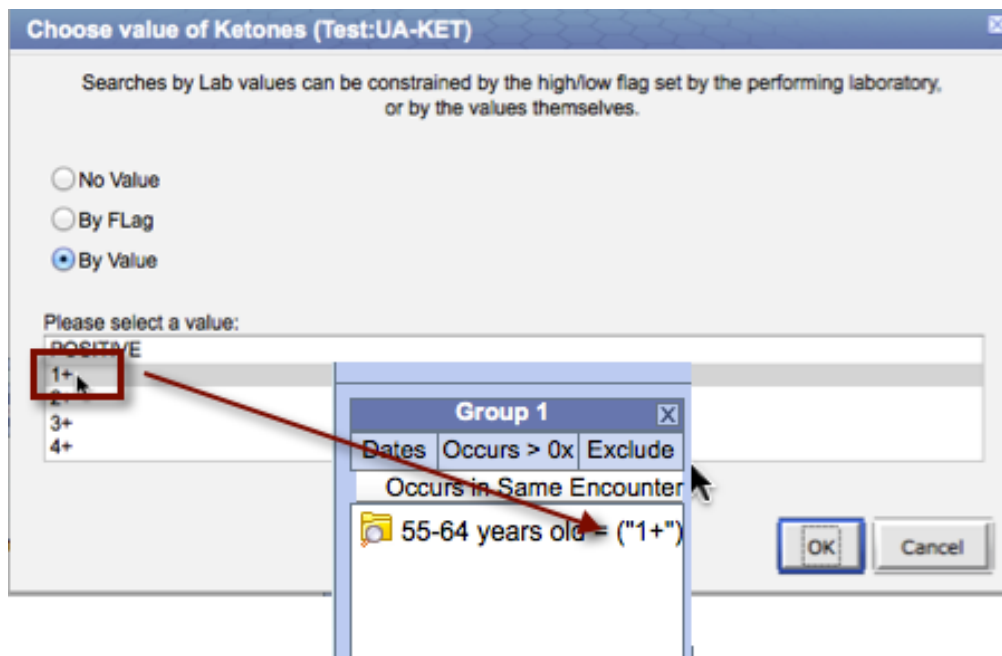 Choose value of Ketones (Test:UA-KET)
Searches by Lab values can be constrained by the high/low flag set by the performing laboratory,
or by the values themselves.
No Value
By FLag
By Value
Please select a value:
POSITIVE
1+
2+
3+
4+
Group 1
Dates Occurs > 0x Exclude
Occurs in Same Encounter
55-64 years old = ("1+")
OK Cancel